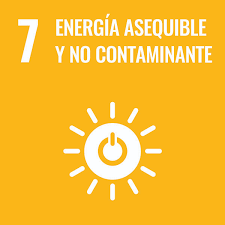 7 ENERGÍA ASEQUIBLE
Y NO CONTAMINANTE